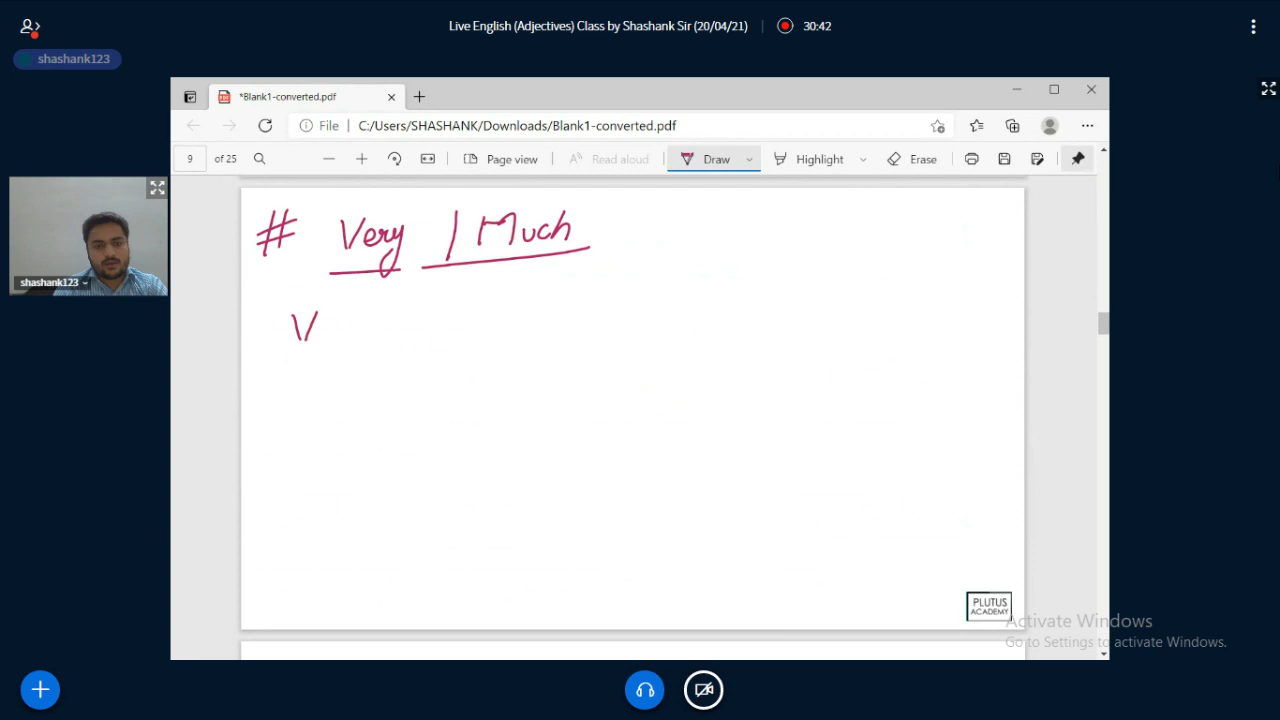 Live English (Adjectives) Class by Shashank Sir (20/04/21)
30:42
shashank123
*Blank1-converted.pdf
File
C:/Users/SHASHANK/Downloads/Blank1-converted.pdf
9 of 25
Page view
Read aloud
Draw
Highlight
Erase
# Very / Much
shashank123
V
PLUTUS
ACADEMY
Activate Windows
Go to Settings to activate Windows.